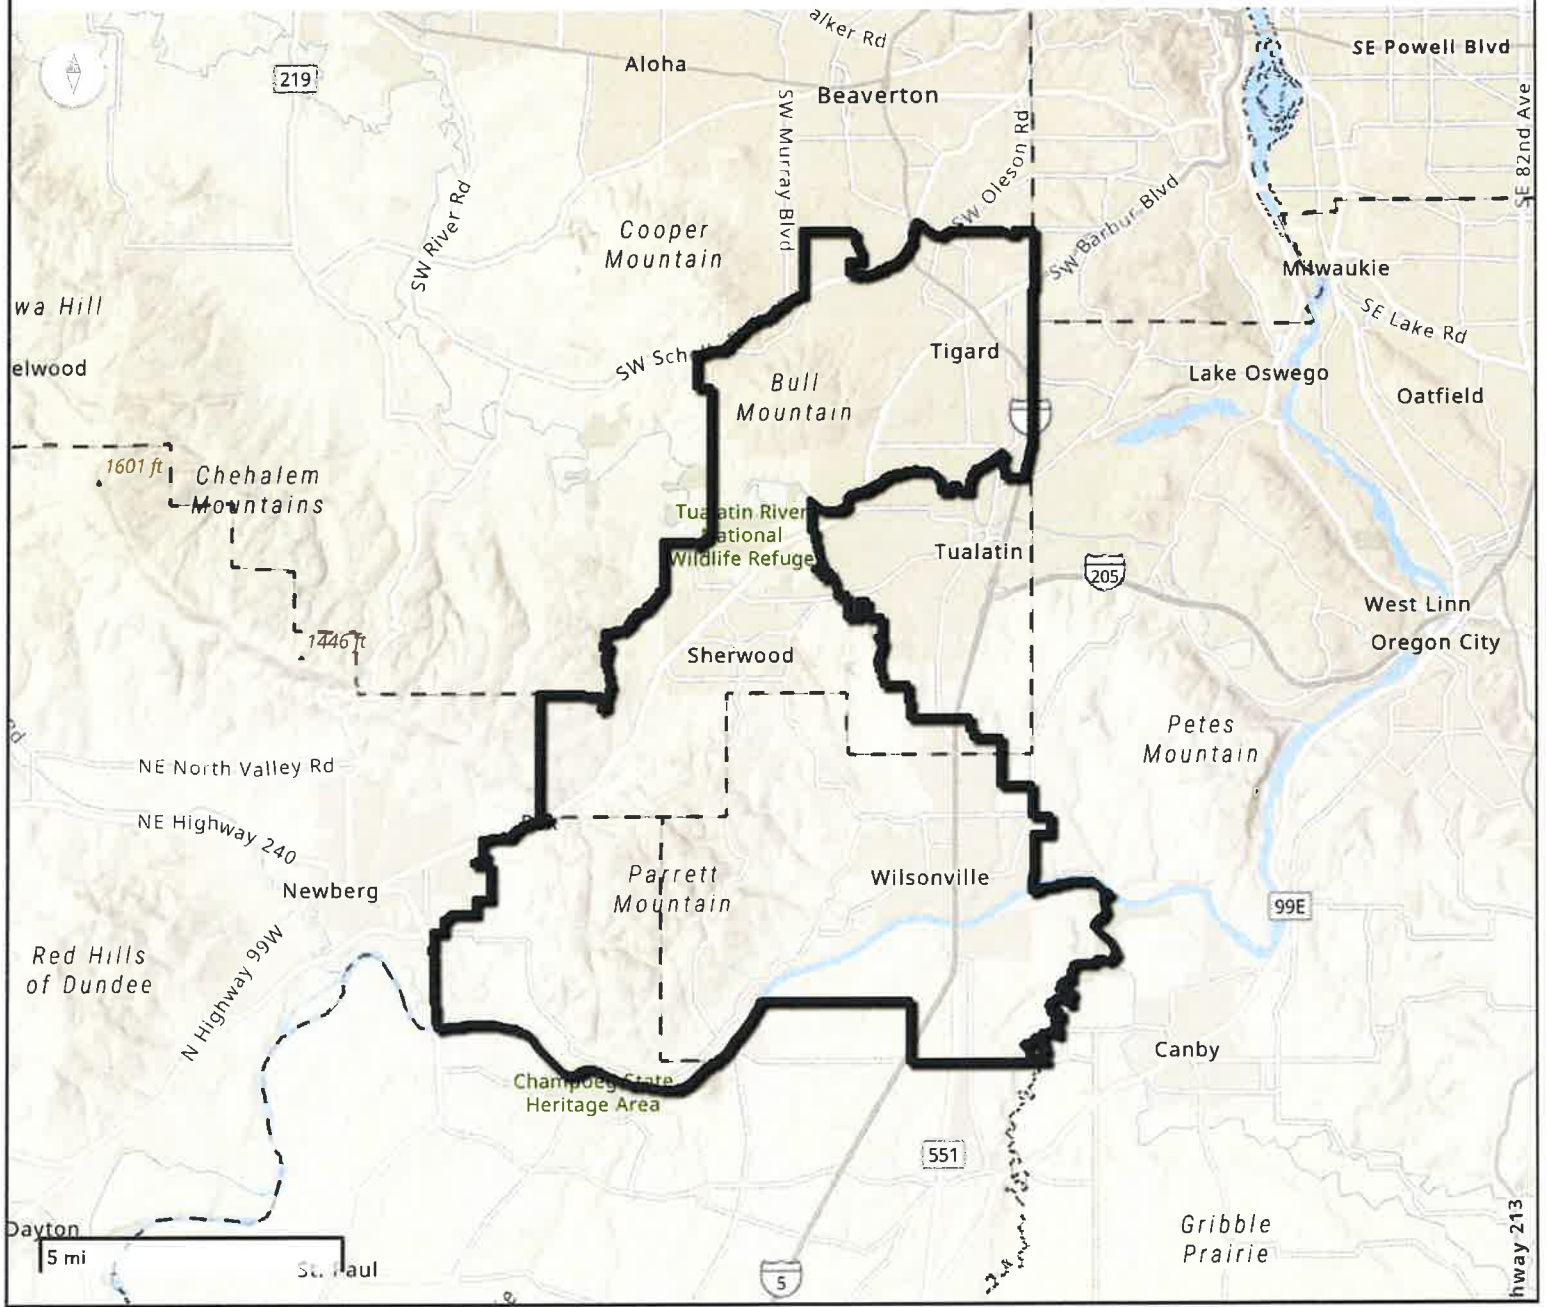 alker Rd
SE Powell Blvd
Aloha
219
Beaverton
SE 82nd Ave
SW Murray Blvd
SW Oleson Rd
SW River Rd
SW Barbur Blvd
Cooper
Mountain
Milwaukie
wa Hill
SE Lake Rd
SW Scho
Tigard
elwood
Lake Oswego
Bull
Mountain
Oatfield
1601 ft
Chehalem
Mountains
Tualatin River
National
Wildlife Refuge
Tualatin
205
West Linn
1446 ft
Oregon City
Sherwood
Petes
Mountain
Rd
NE North Valley Rd
NE Highway 240
Parrett
Mountain
Wilsonville
Newberg
99E
Red Hills
of Dundee
N Highway 99W
Canby
Champoeg State
Heritage Area
551
Gribble
Prairie
hway 213
Dayton
5 mi
St. Paul
5